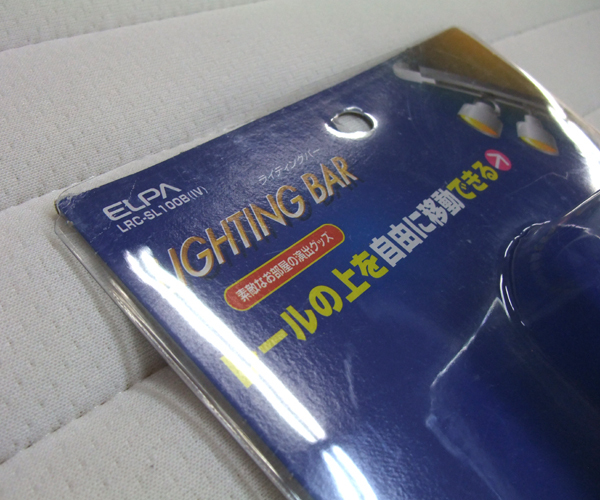 ELPA
LRC-SL100B(IV)
ライティングバー
LIGHTING BAR
素敵なお部屋の演出グッズ
レールの上を自由に移動できる